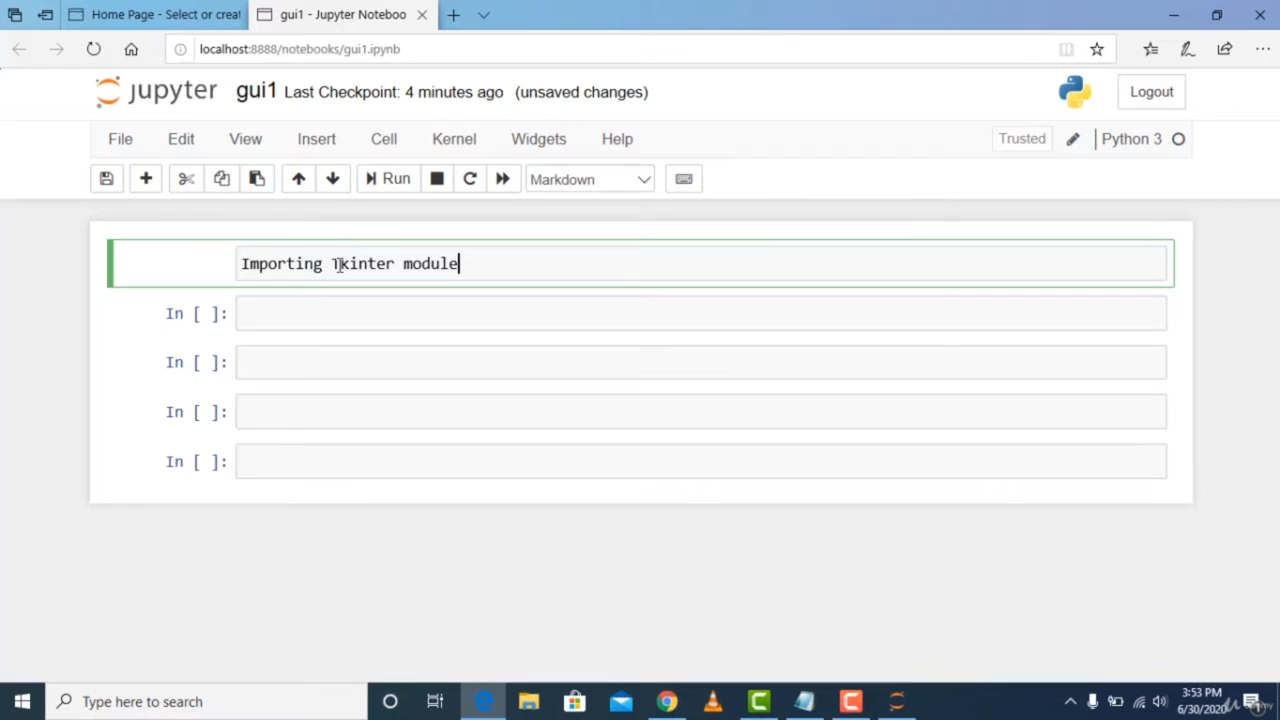 Home Page - Select or creat
gui1 - Jupyter Noteboo
localhost:8888/notebooks/gui1.ipynb
jupyter gui1 Last Checkpoint: 4 minutes ago (unsaved changes)
Logout
File Edit View Insert Cell Kernel Widgets Help
Trusted
Python 3
Run
Markdown
Importing Tkinter module
In [ ]:
In [ ]:
In [ ]:
In [ ]:
Type here to search
3:53 PM
6/30/2020